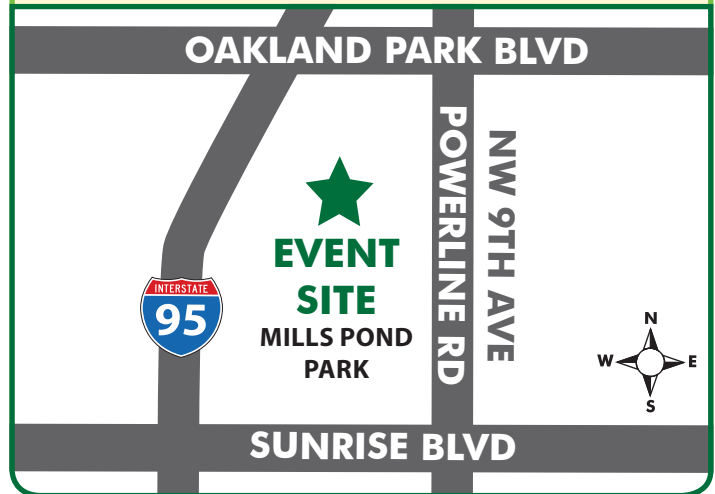 OAKLAND PARK BLVD
POWERLINE RD
NW 9TH AVE
EVENT
SITE
MILLS POND
PARK
INTERSTATE
95
N
W E
S
SUNRISE BLVD